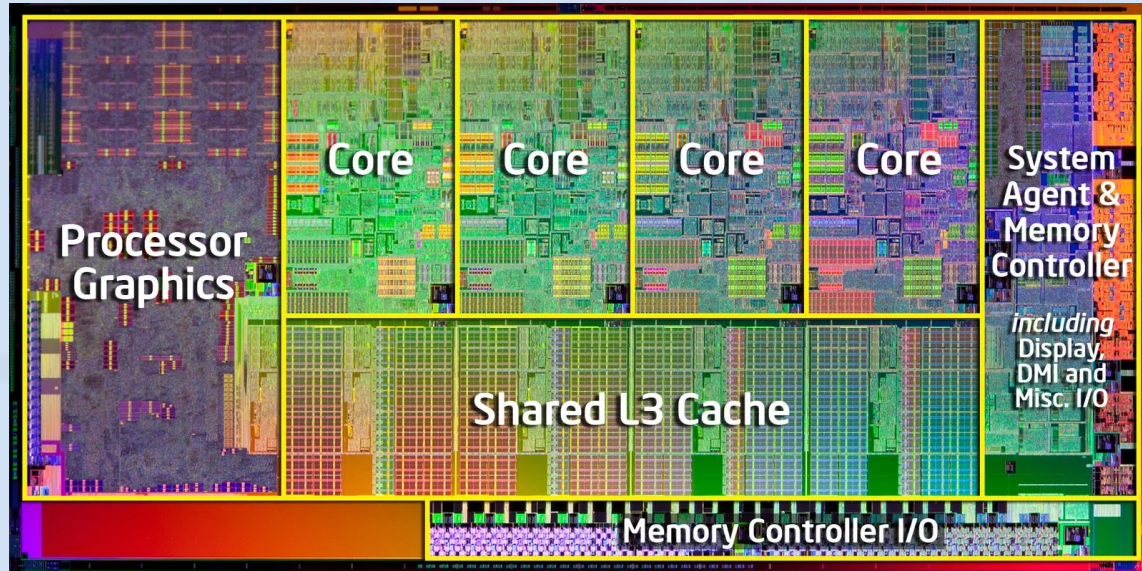 Processor
Graphics
Core
Core
Core
Core
System
Agent &
Memory
Controller
including
Display,
DMI and
Misc. I/O
Shared L3 Cache
Memory Controller I/O